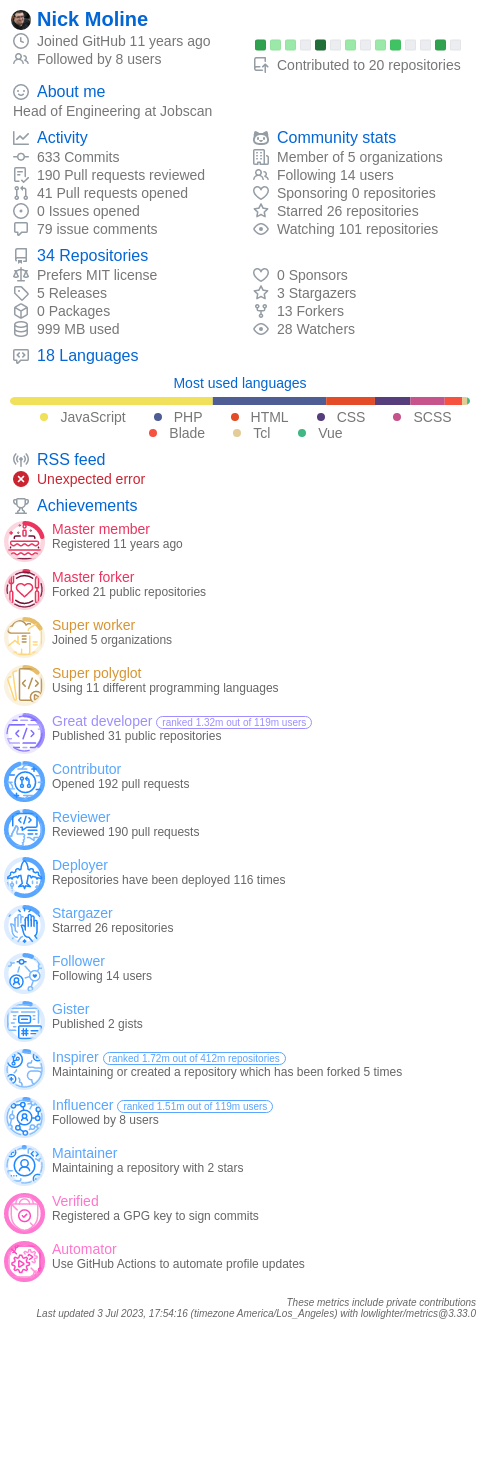 Nick Moline
Joined GitHub 11 years ago
Followed by 8 users
Contributed to 20 repositories
About me
Head of Engineering at Jobscan
Activity
633 Commits
190 Pull requests reviewed
41 Pull requests opened
0 Issues opened
79 issue comments
Community stats
Member of 5 organizations
Following 14 users
Sponsoring 0 repositories
Starred 26 repositories
Watching 101 repositories
34 Repositories
Prefers MIT license
5 Releases
0 Packages
999 MB used
0 Sponsors
3 Stargazers
13 Forkers
28 Watchers
18 Languages
Most used languages
JavaScript PHP HTML CSS SCSS
Blade Tcl Vue
RSS feed
Unexpected error
Achievements
Master member
Registered 11 years ago
Master forker
Forked 21 public repositories
Super worker
Joined 5 organizations
Super polyglot
Using 11 different programming languages
Great developer ranked 1.32m out of 119m users
Published 31 public repositories
Contributor
Opened 192 pull requests
Reviewer
Reviewed 190 pull requests
Deployer
Repositories have been deployed 116 times
Stargazer
Starred 26 repositories
Follower
Following 14 users
Gister
Published 2 gists
Inspirer ranked 1.72m out of 412m repositories
Maintaining or created a repository which has been forked 5 times
Influencer ranked 1.51m out of 119m users
Followed by 8 users
Maintainer
Maintaining a repository with 2 stars
Verified
Registered a GPG key to sign commits
Automator
Use GitHub Actions to automate profile updates
These metrics include private contributions
Last updated 3 Jul 2023, 17:54:16 (timezone America/Los_Angeles) with lowlighter/metrics@3.33.0